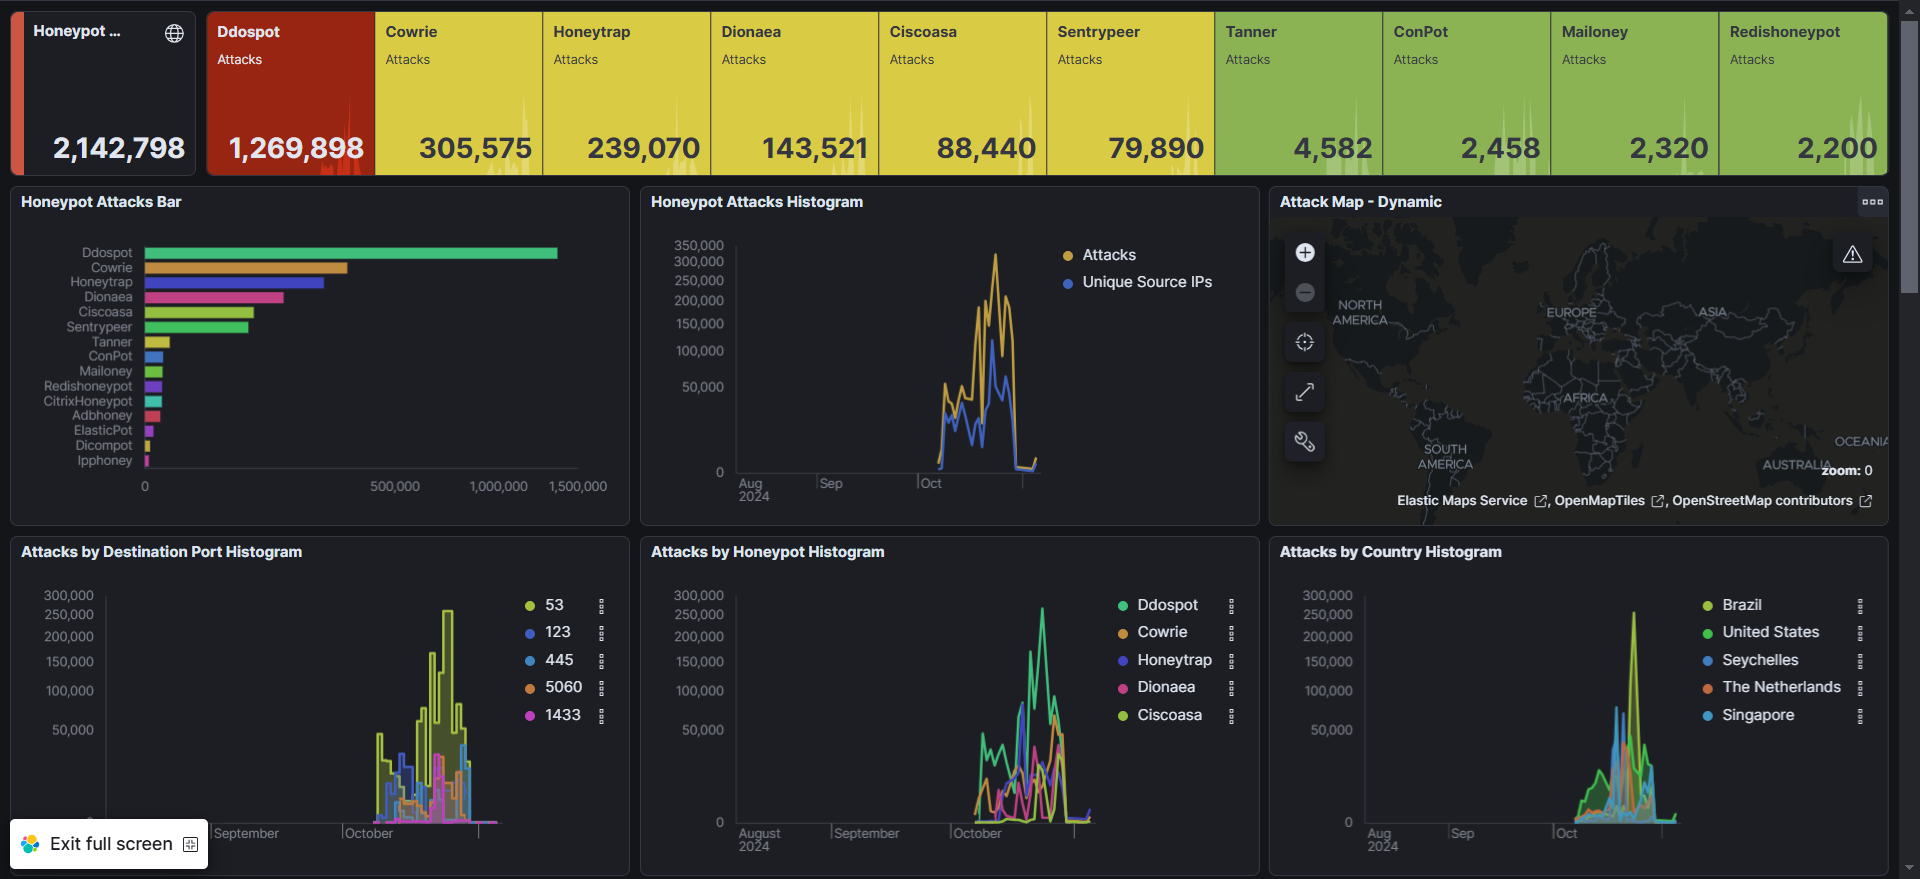 Honeypot ...
2,142,798
Ddospot
Attacks
1,269,898
Cowrie
Attacks
305,575
Honeytrap
Attacks
239,070
Dionaea
Attacks
143,521
Ciscoasa
Attacks
88,440
Sentrypeer
Attacks
79,890
Tanner
Attacks
4,582
ConPot
Attacks
2,458
Mailoney
Attacks
2,320
Redishoneypot
Attacks
2,200
Honeypot Attacks Bar
Ddospot
Cowrie
Honeytrap
Dionaea
Ciscoasa
Sentrypeer
Tanner
ConPot
Mailoney
Redishoneypot
CitrixHoneypot
Adbhoney
ElasticPot
Dicompot
Ipphoney
0 500,000 1,000,000 1,500,000
Honeypot Attacks Histogram
350,000
300,000
250,000
200,000
150,000
100,000
50,000
0
Aug Sep Oct
2024
Attacks
Unique Source IPs
Attack Map - Dynamic
NORTH
AMERICA
EUROPE
ASIA
AFRICA
SOUTH
AMERICA
OCEANIA
AUSTRALIA
zoom: 0
Elastic Maps Service , OpenMapTiles , OpenStreetMap contributors
Attacks by Destination Port Histogram
300,000
250,000
200,000
150,000
100,000
50,000
September October
53
123
445
5060
1433
Exit full screen
Attacks by Honeypot Histogram
300,000
250,000
200,000
150,000
100,000
50,000
0
August September October
2024
Ddospot
Cowrie
Honeytrap
Dionaea
Ciscoasa
Attacks by Country Histogram
300,000
250,000
200,000
150,000
100,000
50,000
0
Aug Sep Oct
2024
Brazil
United States
Seychelles
The Netherlands
Singapore